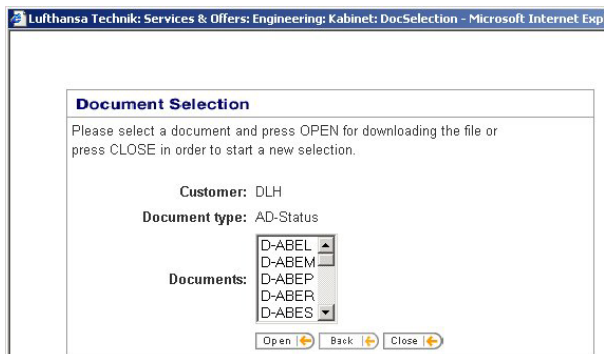 Lufthansa Technik: Services & Offers: Engineering: Kabinet: DocSelection - Microsoft Internet Exp
Document Selection
Please select a document and press OPEN for downloading the file or
press CLOSE in order to start a new selection.
Customer: DLH
Document type: AD-Status
Documents:
D-ABEL
D-ABEM
D-ABEP
D-ABER
D-ABES
Open Back Close